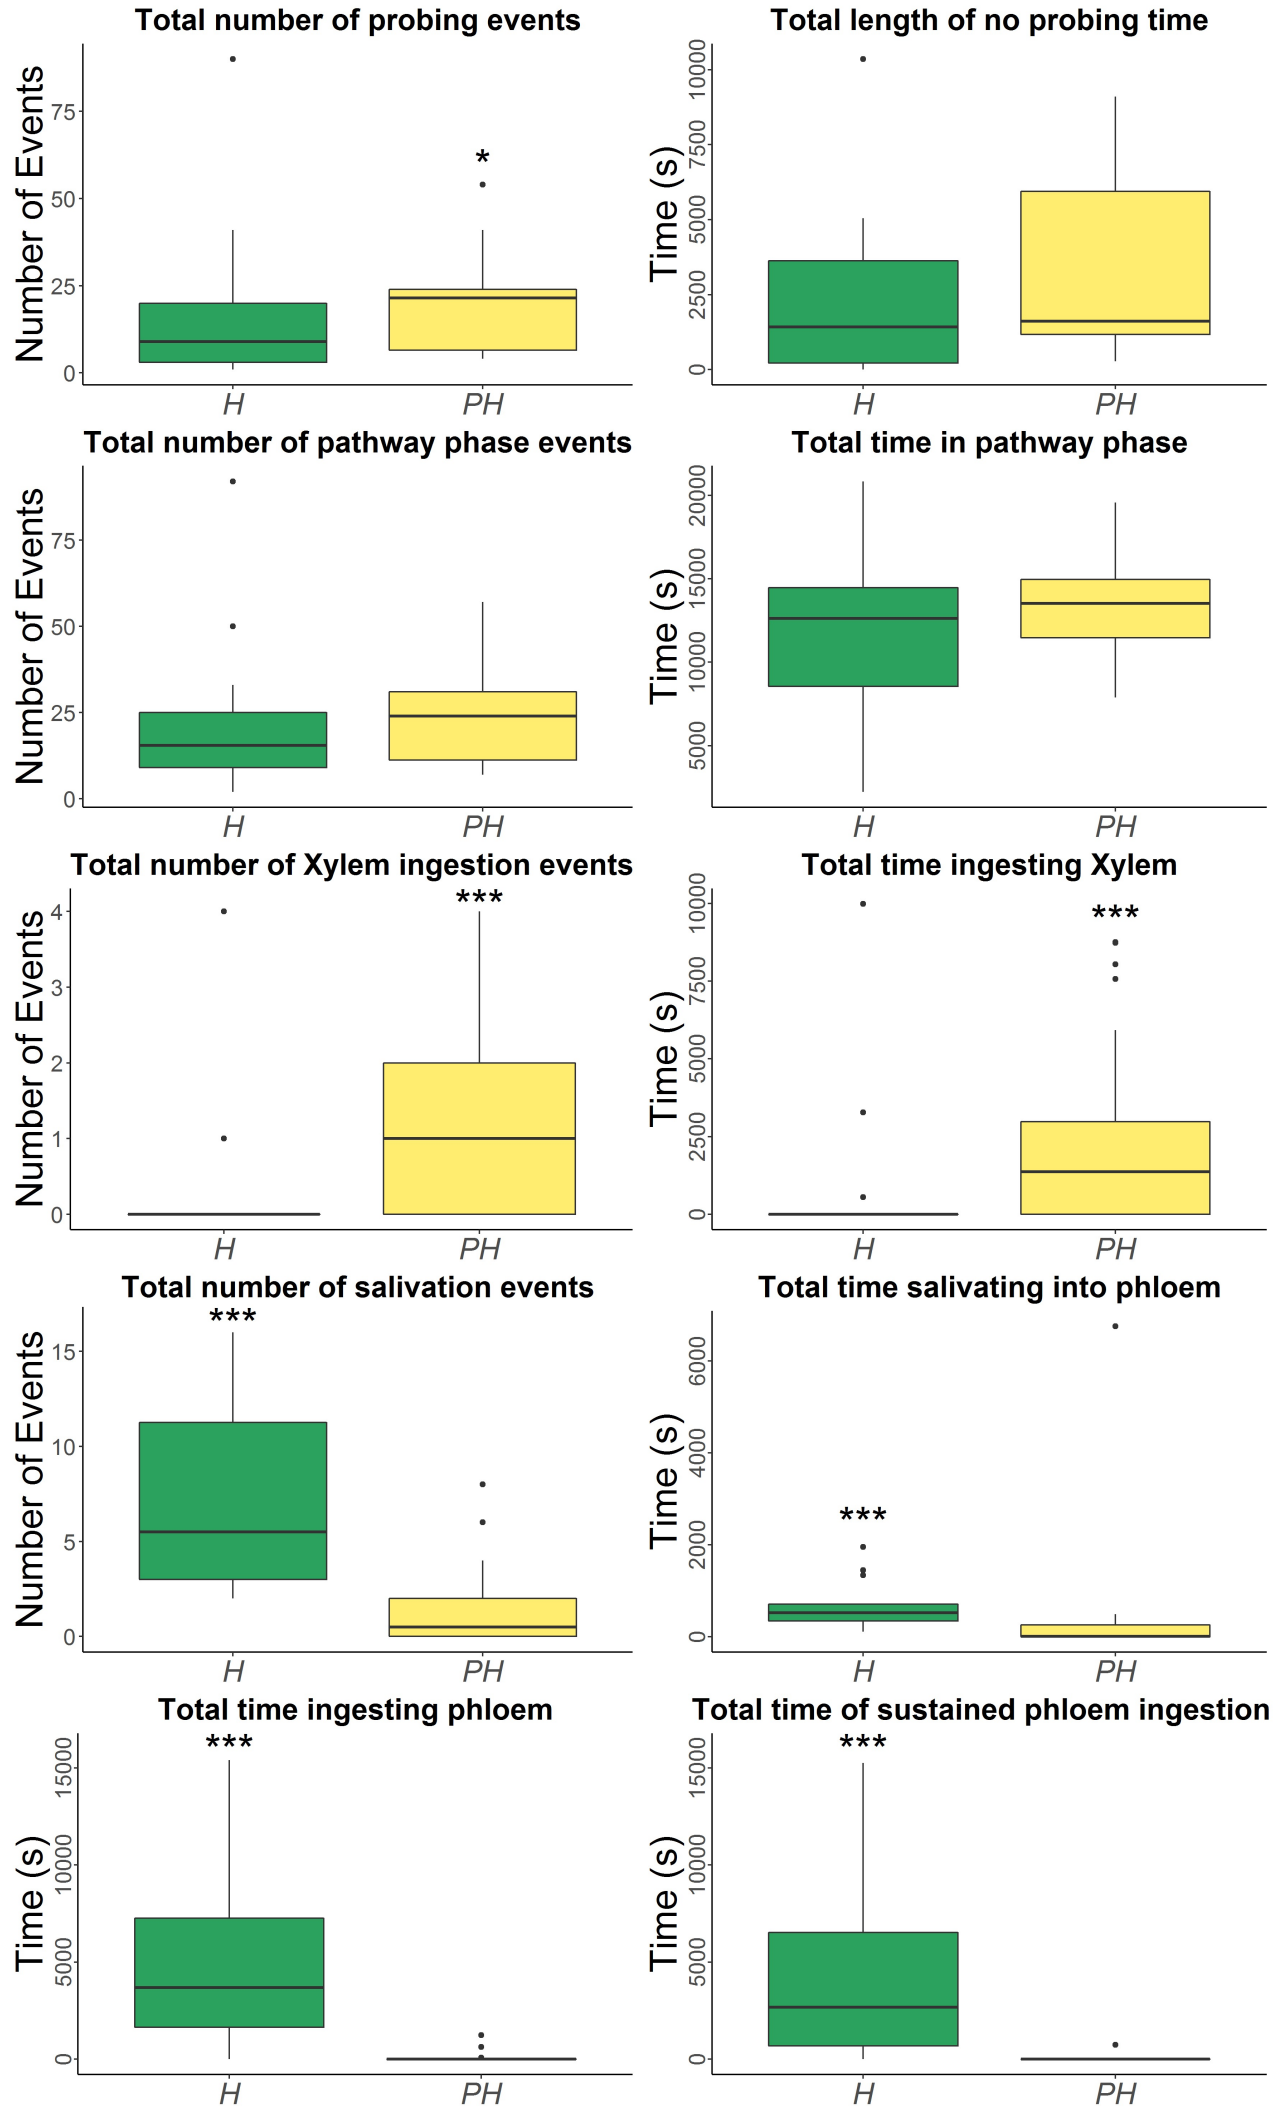 Total number of probing events
Total length of no probing time
Number of Events
75
50
25
0
*
H
PH
Time (s)
10000
7500
5000
2500
0
H
PH
Total number of pathway phase events
Total time in pathway phase
Number of Events
75
50
25
0
H
PH
Time (s)
20000
15000
10000
5000
H
PH
Total number of Xylem ingestion events
Total time ingesting Xylem
Number of Events
4
3
2
1
0
***
H
PH
Time (s)
10000
7500
5000
2500
0
***
H
PH
Total number of salivation events
Total time salivating into phloem
Number of Events
15
10
5
0
***
H
PH
Time (s)
6000
4000
2000
0
***
H
PH
Total time ingesting phloem
Total time of sustained phloem ingestion
Time (s)
15000
10000
5000
0
***
H
PH
Time (s)
15000
10000
5000
0
***
H
PH